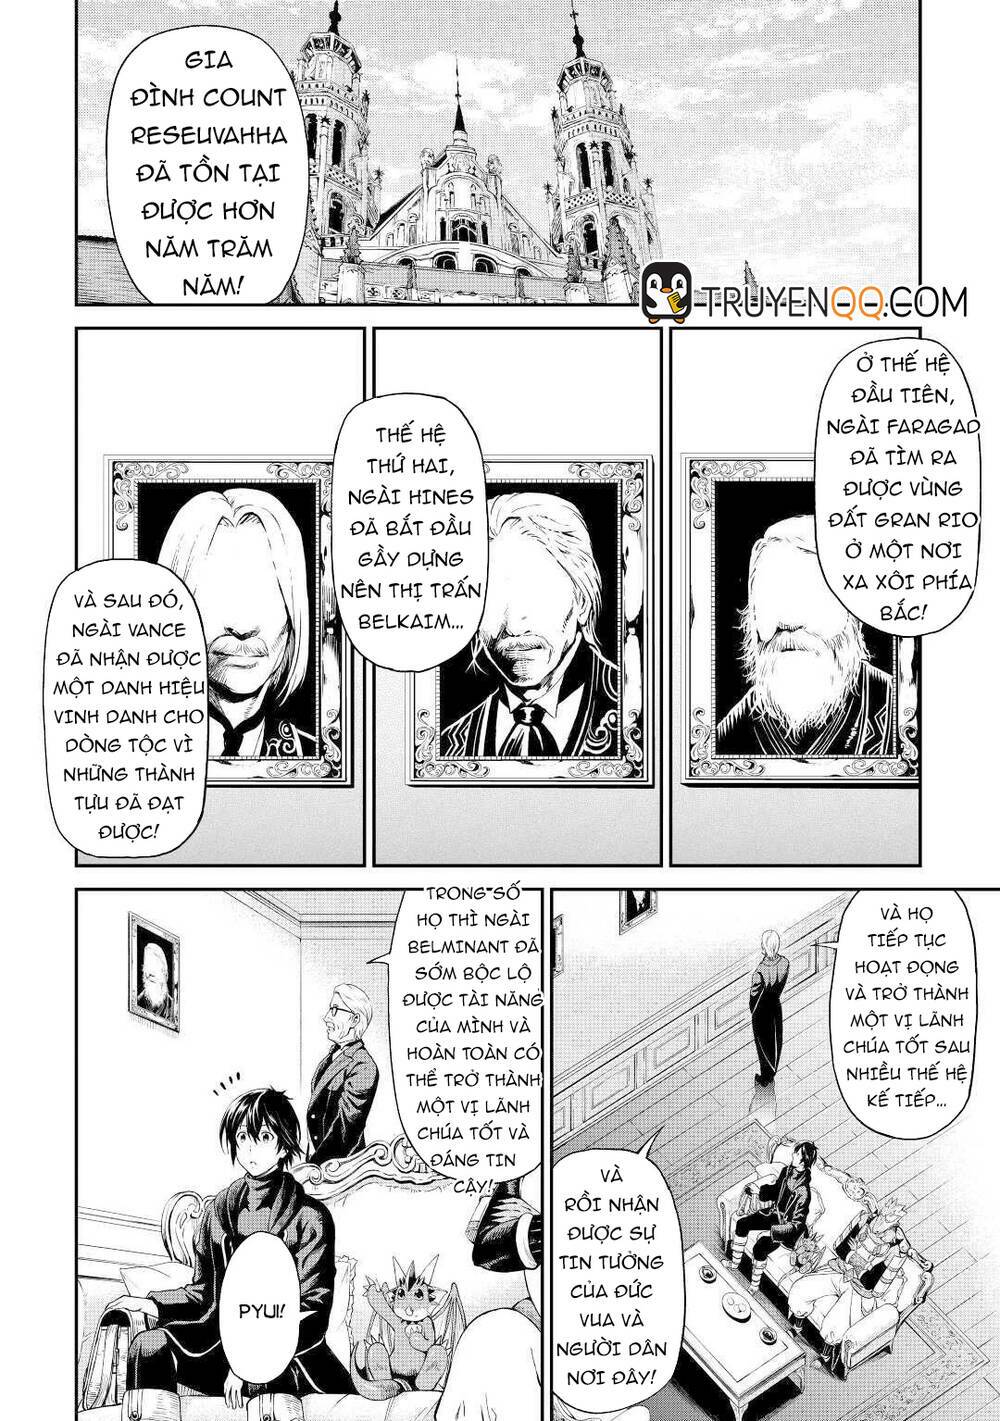 GIA
ĐÌNH COUNT
RESEUVAHHA
ĐÃ TỒN TẠI
ĐƯỢC HƠN
NĂM TRĂM
NĂM!
TRUYENQQ.COM
Ở THẾ HỆ
ĐẦU TIÊN,
NGÀI FARAGAD
ĐÃ TÌM RA
ĐƯỢC VÙNG
ĐẤT GRAN RIO
Ở MỘT NƠI
XA XÔI PHÍA
BẮC!
THẾ HỆ
THỨ HAI,
NGÀI HINES
ĐÃ BẮT ĐẦU
GẦY DỰNG
NÊN THỊ TRẤN
BELKAIM...
VÀ SAU ĐÓ,
NGÀI VANCE
ĐÃ NHẬN ĐƯỢC
MỘT DANH HIỆU
VINH DANH CHO
DÒNG TỘC VÌ
NHỮNG THÀNH
TỰU ĐÃ ĐẠT
ĐƯỢC!
VÀ HỌ
TIẾP TỤC
HOẠT ĐỌNG
VÀ TRỞ THÀNH
MỘT VỊ LÃNH
CHÚA TỐT SAU
NHIỀU THẾ HỆ
KẾ TIẾP...
VÀ
RỒI NHẬN
ĐƯỢC SỰ
TIN TƯỞNG
CỦA ĐỨC
VUA VÀ
NGƯỜI DÂN
NƠI ĐÂY!
TRONG SỐ
HỌ THÌ NGÀI
BELMINANT ĐÃ
SỚM BỘC LỘ
ĐƯỢC TÀI NĂNG
CỦA MÌNH VÀ
HOÀN TOÀN CÓ
THỂ TRỞ THÀNH
MỘT VỊ LÃNH
CHÚA TỐT VÀ
ĐÁNG TIN
CẬY!
PYUI!